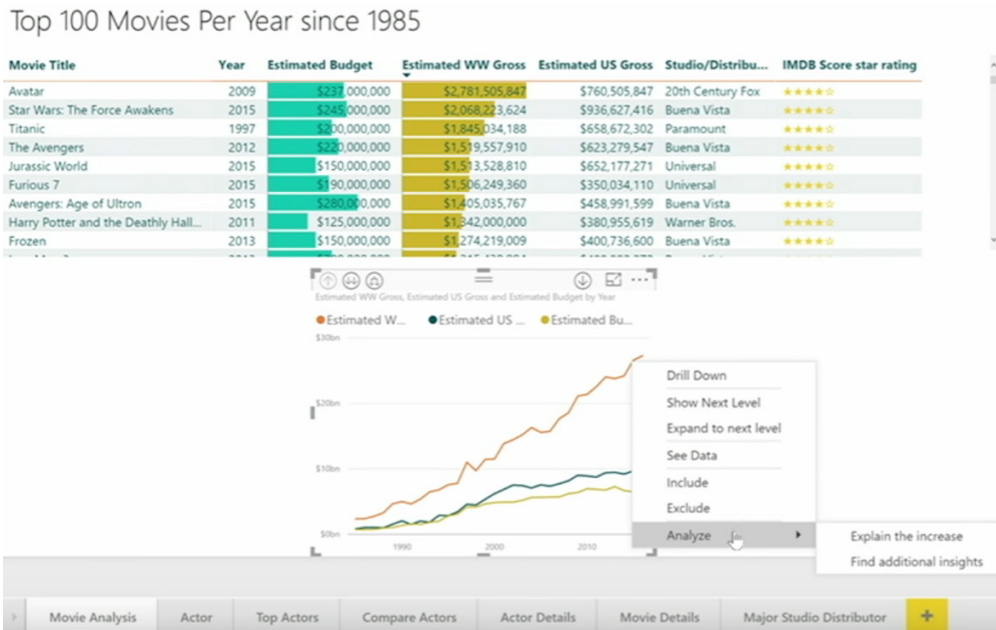 Top 100 Movies Per Year since 1985
Movie Title Year Estimated Budget Estimated WW Gross Estimated US Gross Studio/Distribu... IMDB Score star rating
Avatar 2009 $237,000,000 $2,781,505,847 $760,505,847 20th Century Fox ★★★★☆
Star Wars: The Force Awakens 2015 $245,000,000 $2,068,223,624 $936,627,416 Buena Vista ★★★★☆
Titanic 1997 $200,000,000 $1,845,034,188 $658,672,302 Paramount ★★★★☆
The Avengers 2012 $220,000,000 $1,519,557,910 $623,279,547 Buena Vista ★★★★☆
Jurassic World 2015 $150,000,000 $1,513,528,810 $652,177,271 Universal ★★★★☆
Furious 7 2015 $190,000,000 $1,506,249,360 $350,034,110 Universal ★★★★☆
Avengers: Age of Ultron 2015 $280,000,000 $1,405,035,767 $458,991,599 Buena Vista ★★★★☆
Harry Potter and the Deathly Hall... 2011 $125,000,000 $1,342,000,000 $380,955,619 Warner Bros. ★★★★☆
Frozen 2013 $150,000,000 $1,274,219,009 $400,736,600 Buena Vista ★★★★☆
Estimated WW Gross, Estimated US Gross and Estimated Budget by Year
Estimated W... Estimated US ... Estimated Bu...
$30bn
$20bn
$10bn
$0bn
1990 2000 2010
Drill Down
Show Next Level
Expand to next level
See Data
Include
Exclude
Analyze
Explain the increase
Find additional insights
Movie Analysis Actor Top Actors Compare Actors Actor Details Movie Details Major Studio Distributor +